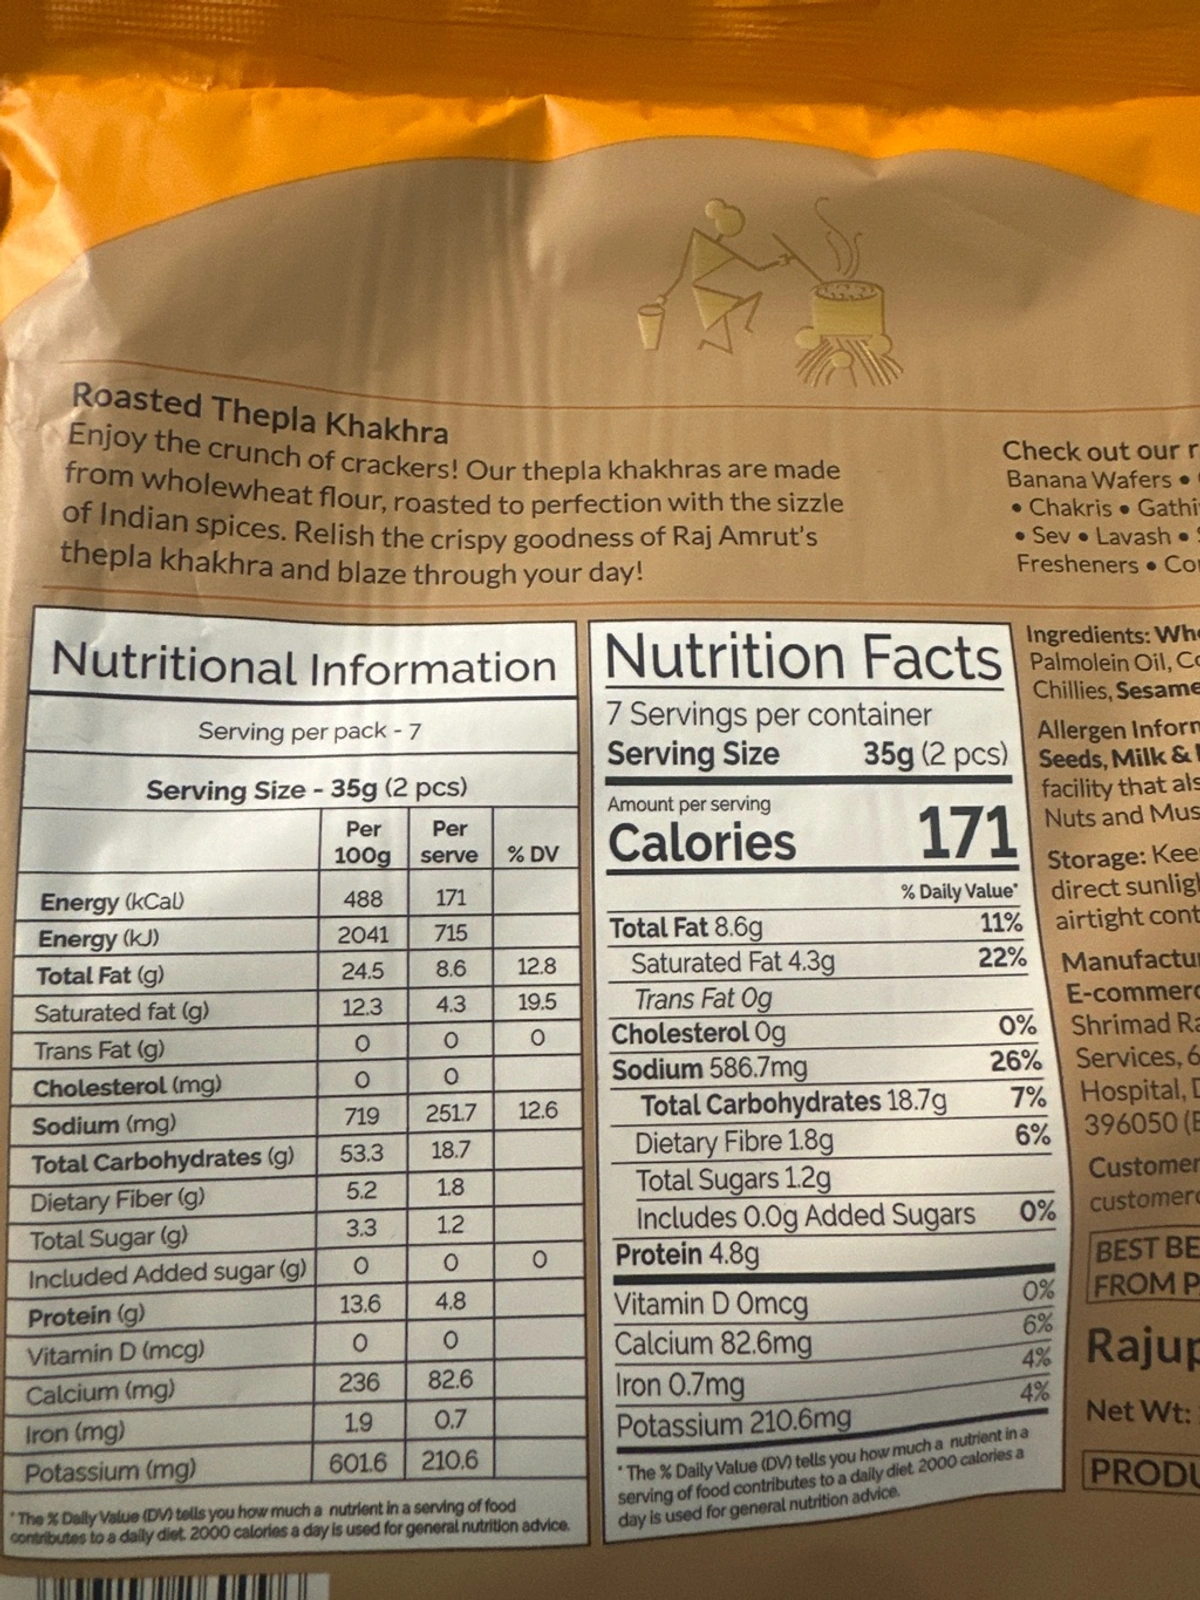 Roasted Thepla Khakhra
Enjoy the crunch of crackers! Our thepla khakhras are made
from wholewheat flour, roasted to perfection with the sizzle
of Indian spices. Relish the crispy goodness of Raj Amrut's
thepla khakhra and blaze through your day!
Check out our
Banana Wafers •
• Chakris •
• Sev • Lavash •
Fresheners •
Nutritional Information
Serving per pack - 7
Serving Size - 35g (2 pcs)
Per 100g Per serve % DV
Energy (kCal) 488 171
Energy (kJ) 2041 715
Total Fat (g) 24.5 8.6 12.8
Saturated fat (g) 12.3 4.3 19.5
Trans Fat (g) 0 0 0
Cholesterol (mg) 0 0
Sodium (mg) 719 251.7 12.6
Total Carbohydrates (g) 53.3 18.7
Dietary Fiber (g) 5.2 1.8
Total Sugar (g) 3.3 1.2
Included Added sugar (g) 0 0 0
Protein (g) 13.6 4.8
Vitamin D (mcg) 0 0
Calcium (mg) 236 82.6
Iron (mg) 1.9 0.7
Potassium (mg) 601.6 210.6
*The % Daily Value (DV) tells you how much a nutrient in a serving of food
contributes to a daily diet. 2000 calories a day is used for general nutrition advice.
Nutrition Facts
7 Servings per container
Serving Size 35g (2 pcs)
Amount per serving
Calories 171
% Daily Value*
Total Fat 8.6g 11%
Saturated Fat 4.3g 22%
Trans Fat 0g
Cholesterol 0g 0%
Sodium 586.7mg 26%
Total Carbohydrates 18.7g 7%
Dietary Fibre 1.8g 6%
Total Sugars 1.2g
Includes 0.0g Added Sugars 0%
Protein 4.8g
Vitamin D 0mcg 0%
Calcium 82.6mg 6%
Iron 0.7mg 4%
Potassium 210.6mg 4%
*The % Daily Value (DV) tells you how much a nutrient in a
serving of food contributes to a daily diet. 2000 calories a
day is used for general nutrition advice.
Ingredients:
Palmolein Oil,
Chillies, Sesame
Allergen
Seeds, Milk &
facility that
Nuts and
Storage:
direct
airtight
Shrimad
Services,
Hospital,
396050
BEST
FROM
Net Wt: